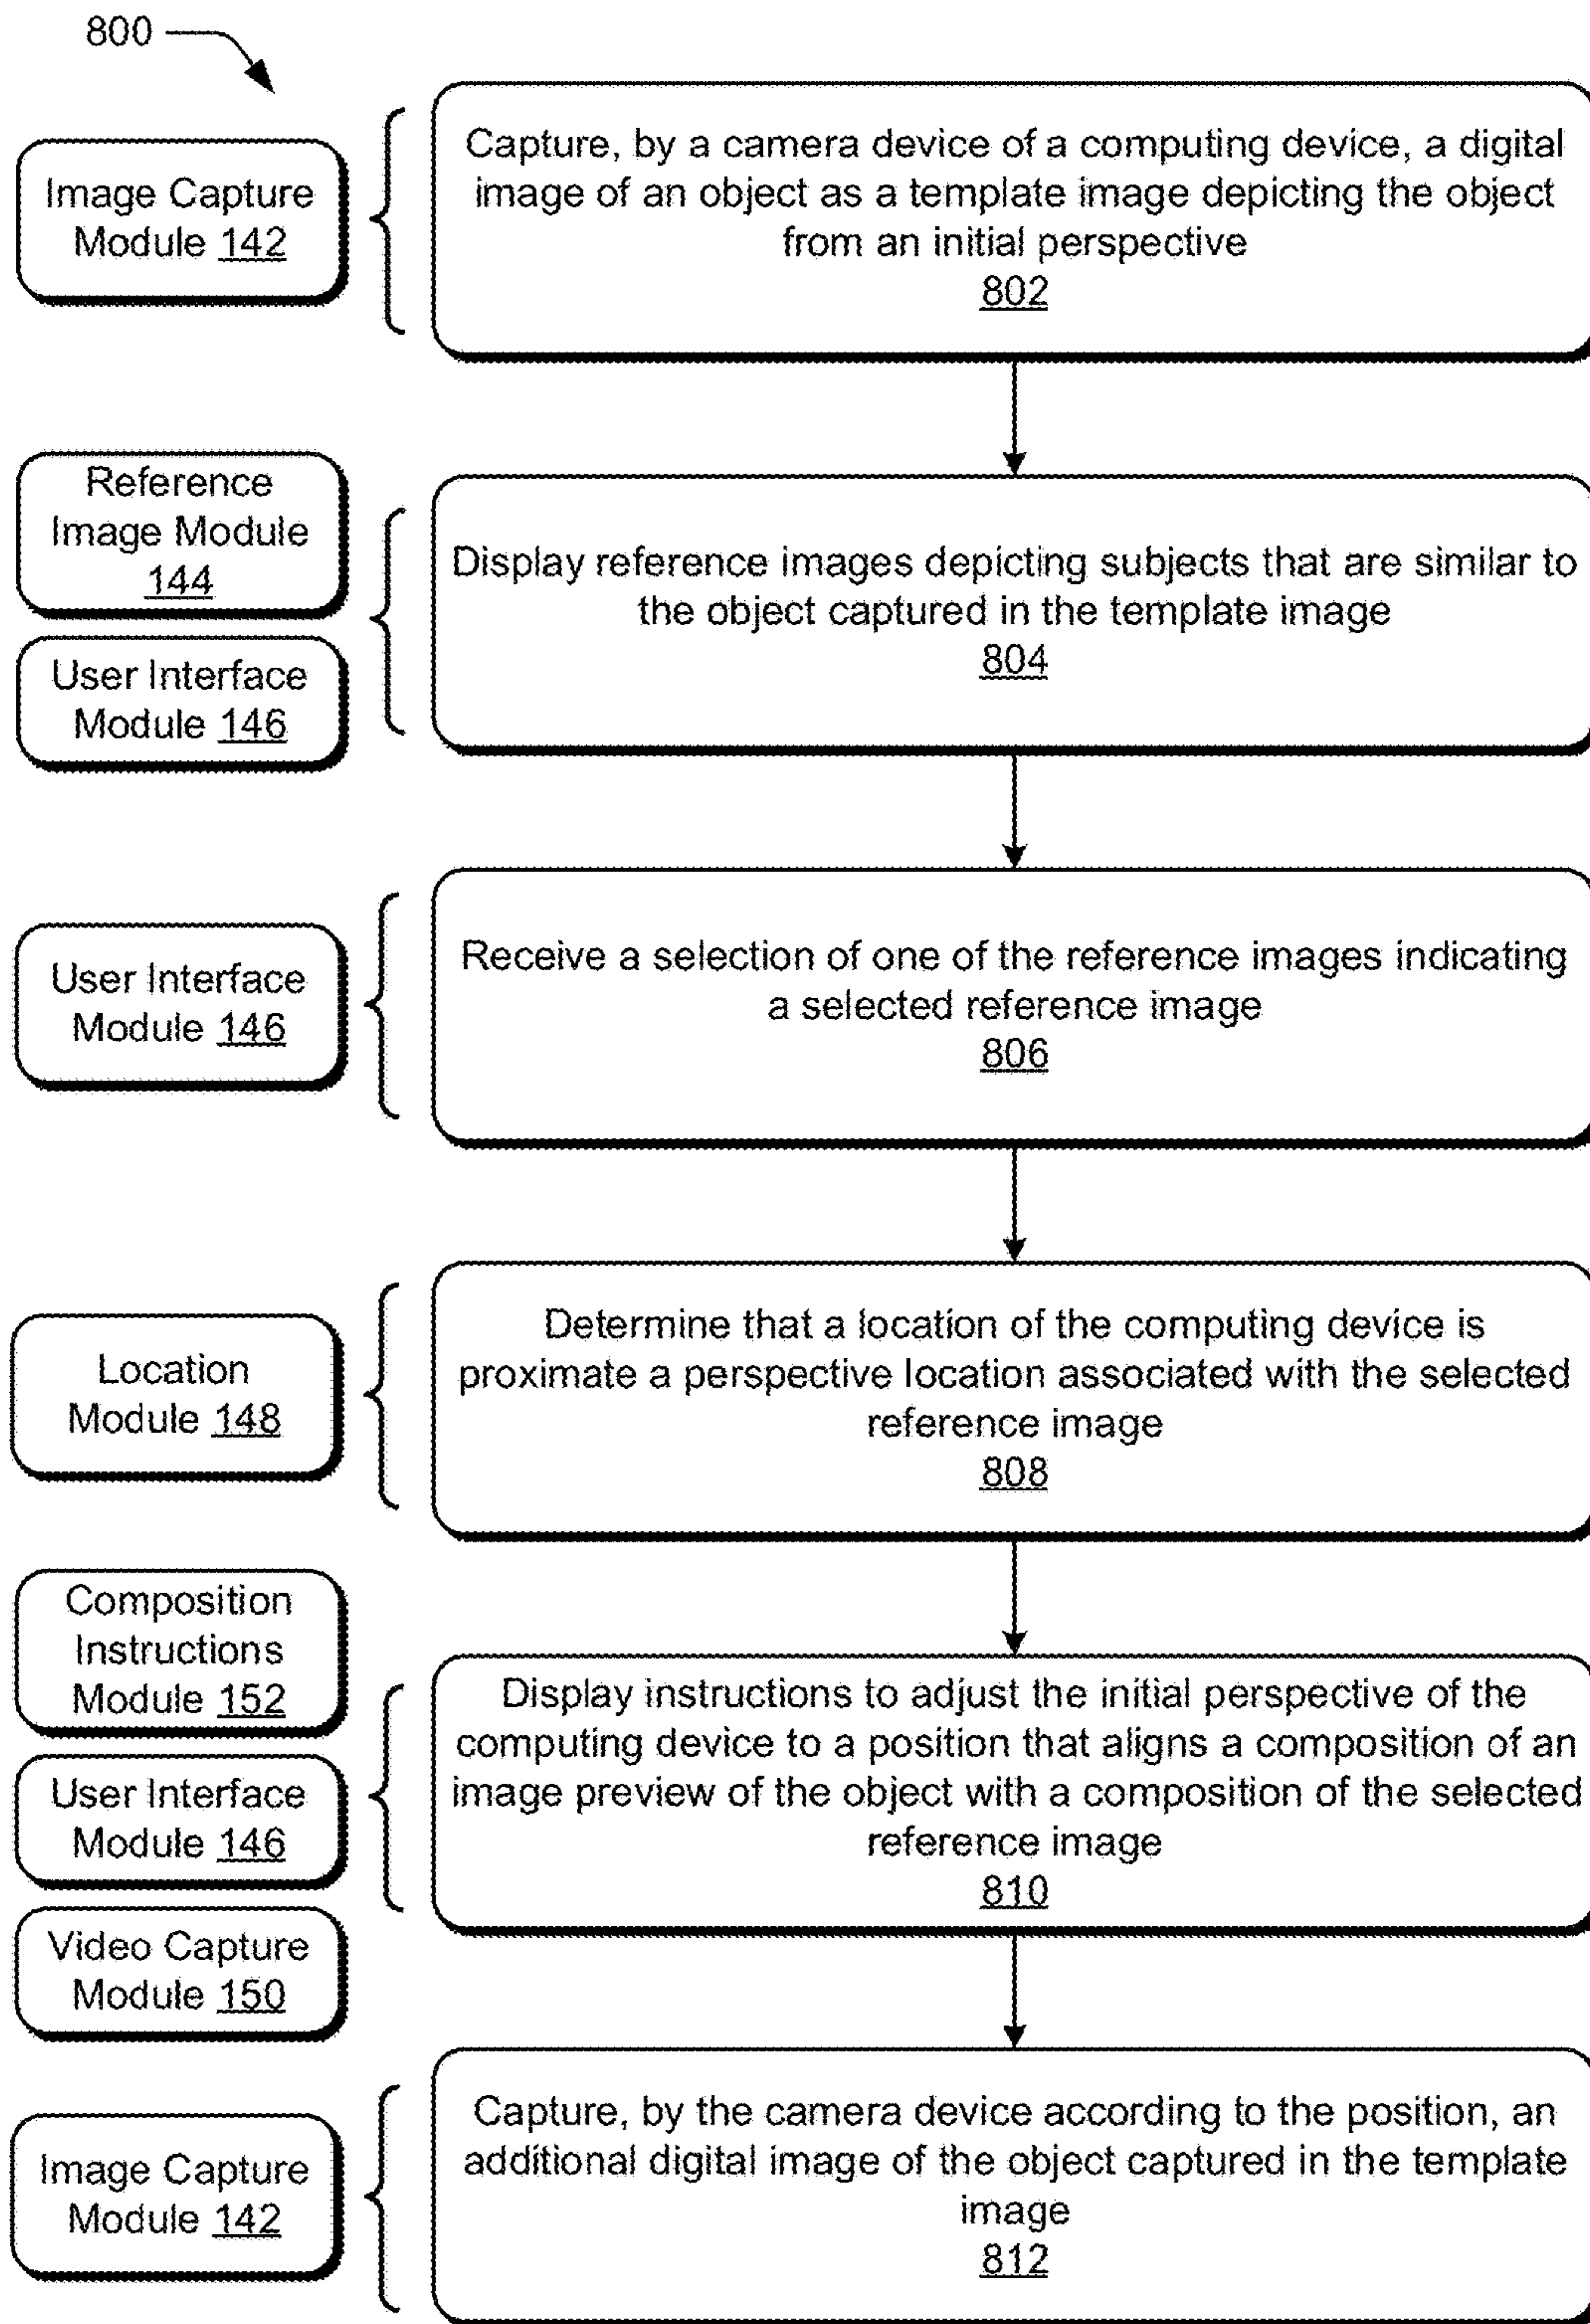 800
Image Capture
Module 142
Capture, by a camera device of a computing device, a digital
image of an object as a template image depicting the object
from an initial perspective
802
Reference
Image Module
144
User Interface
Module 146
Display reference images depicting subjects that are similar to
the object captured in the template image
804
User Interface
Module 146
Receive a selection of one of the reference images indicating
a selected reference image
806
Location
Module 148
Determine that a location of the computing device is
proximate a perspective location associated with the selected
reference image
808
Composition
Instructions
Module 152
User Interface
Module 146
Video Capture
Module 150
Display instructions to adjust the initial perspective of the
computing device to a position that aligns a composition of an
image preview of the object with a composition of the selected
reference image
810
Image Capture
Module 142
Capture, by the camera device according to the position, an
additional digital image of the object captured in the template
image
812